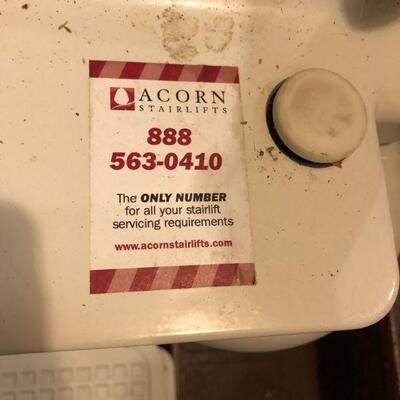 ACORN
STAIRLIFTS
888
563-0410
The ONLY NUMBER
for all your stairlift
servicing requirements
www.acornstairlifts.com